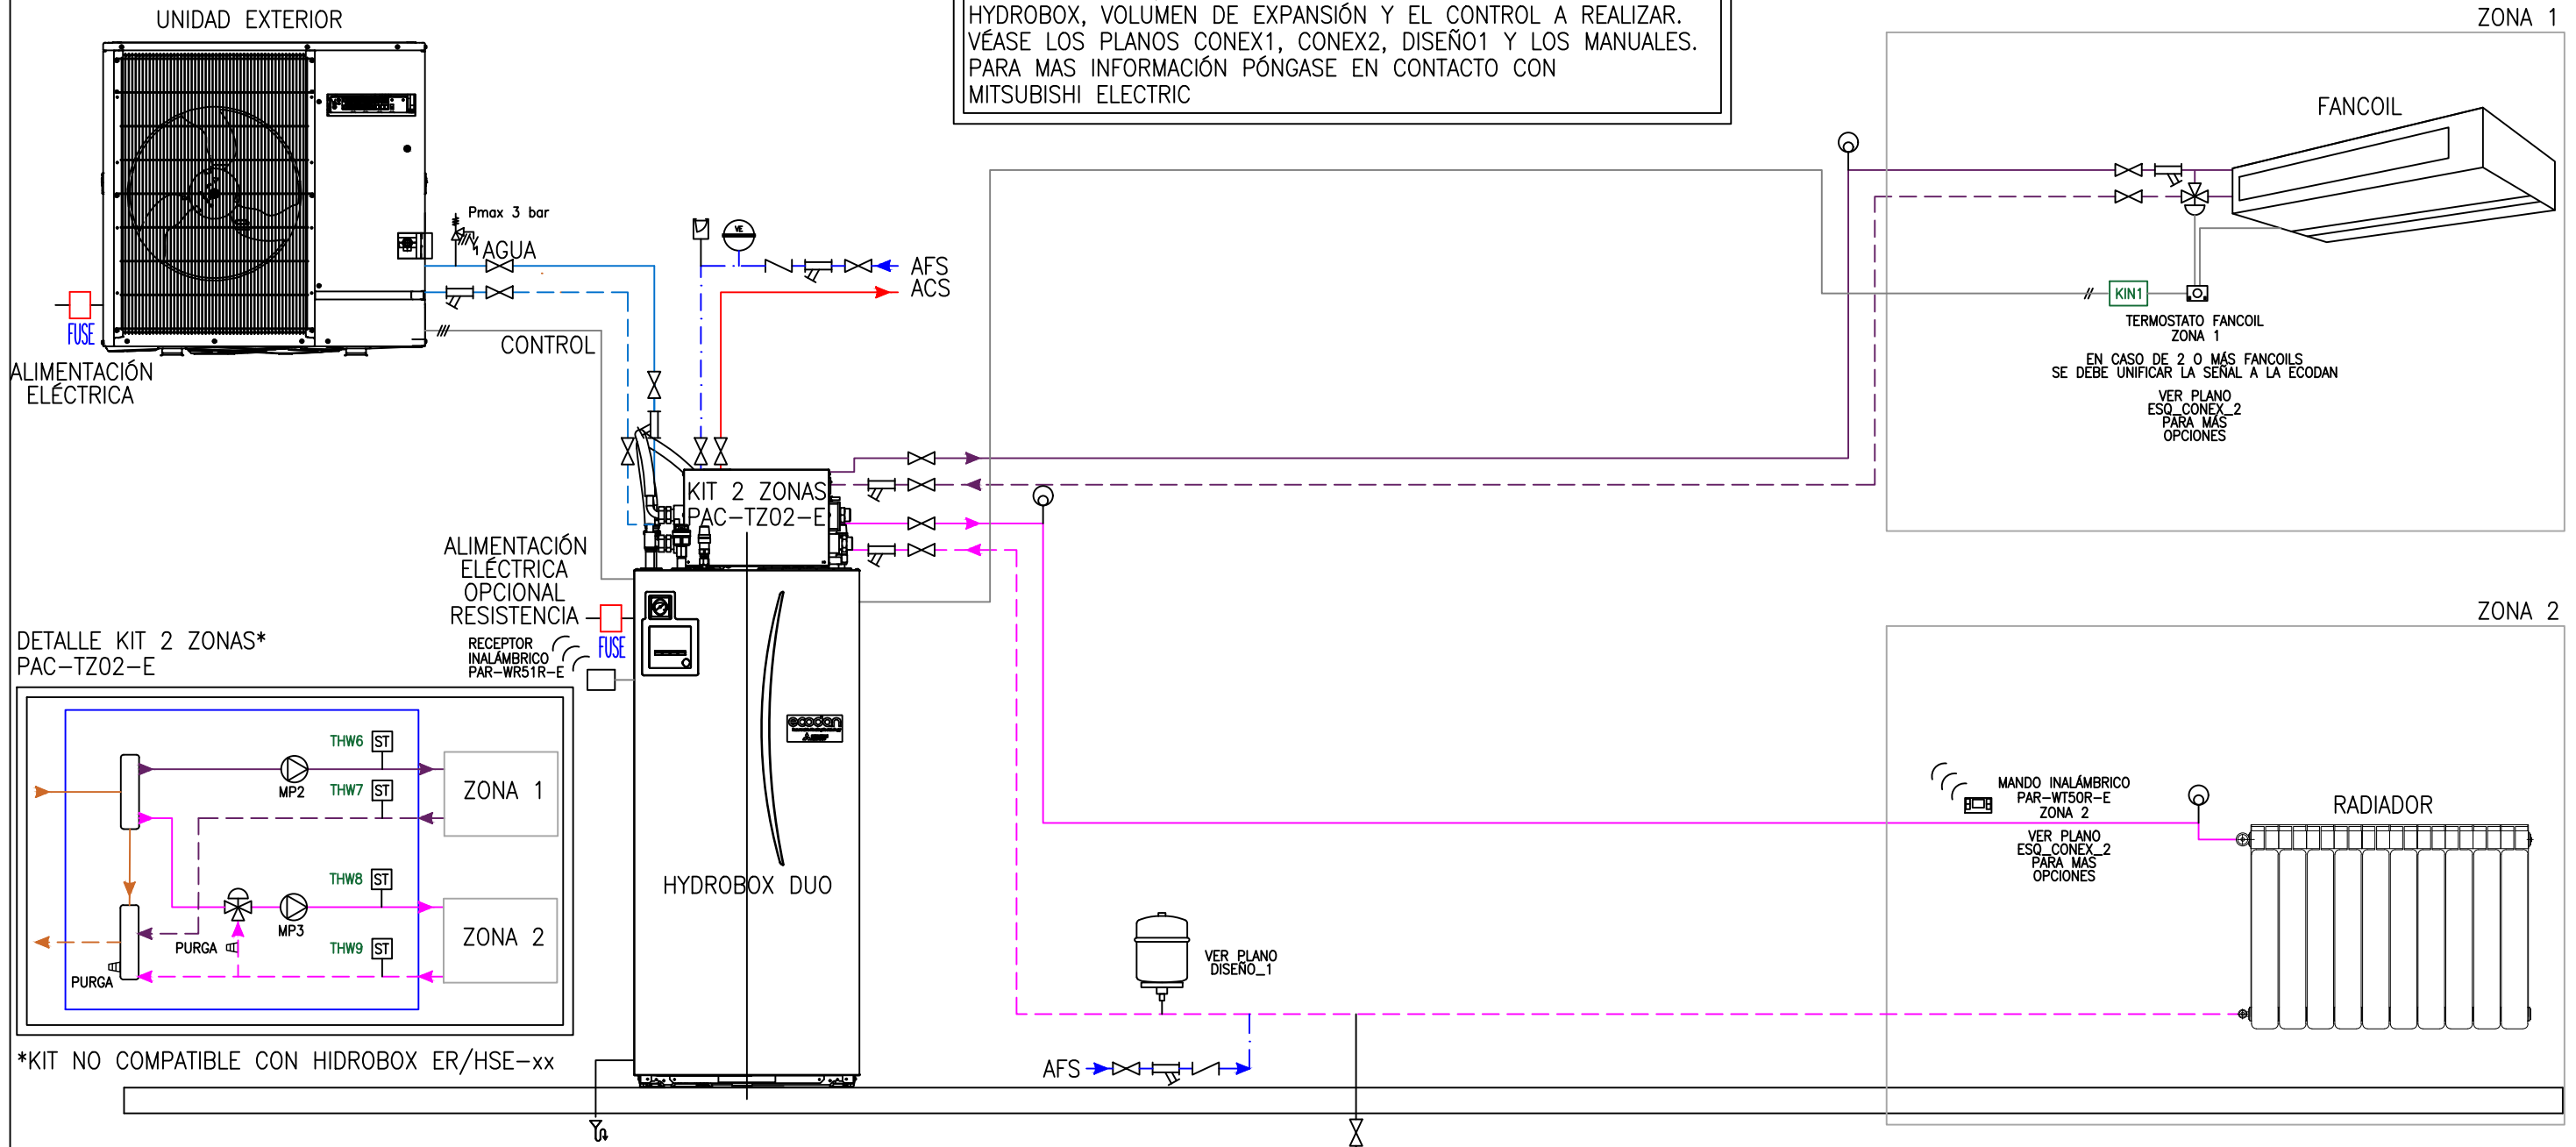 UNIDAD EXTERIOR
HYDROBOX, VOLUMEN DE EXPANSIÓN Y EL CONTROL A REALIZAR.
VÉASE LOS PLANOS CONEX1, CONEX2, DISEÑO1 Y LOS MANUALES.
PARA MAS INFORMACIÓN PÓNGASE EN CONTACTO CON
MITSUBISHI ELECTRIC
ZONA 1
FANCOIL
Pmax 3 bar
AGUA
VE
AFS
ACS
FUSE
CONTROL
ALIMENTACIÓN
ELÉCTRICA
KIN1
TERMOSTATO FANCOIL
ZONA 1
EN CASO DE 2 O MÁS FANCOILS
SE DEBE UNIFICAR LA SEÑAL A LA ECODAN
VER PLANO
ESQ_CONEX_2
PARA MÁS
OPCIONES
KIT 2 ZONAS
PAC-TZ02-E
ALIMENTACIÓN
ELÉCTRICA
OPCIONAL
RESISTENCIA
FUSE
RECEPTOR
INALÁMBRICO
PAR-WR51R-E
ecodan
HYDROBOX DUO
DETALLE KIT 2 ZONAS*
PAC-TZ02-E
THW6 ST
MP2
THW7 ST
ZONA 1
THW8 ST
MP3
THW9 ST
ZONA 2
PURGA
PURGA
*KIT NO COMPATIBLE CON HIDROBOX ER/HSE-xx
ZONA 2
MANDO INALÁMBRICO
PAR-WT50R-E
ZONA 2
VER PLANO
ESQ_CONEX_2
PARA MAS
OPCIONES
RADIADOR
VER PLANO
DISEÑO_1
AFS